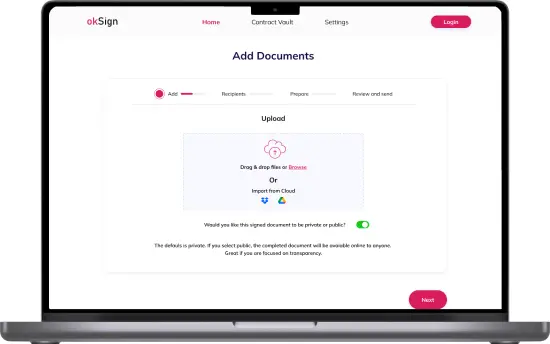 okSign
Home
Contract Vault
Settings
Login
Add Documents
Add
Recipients
Prepare
Review and send
Upload
Drag & drop files or Browse
Or
Import from Cloud
Would you like this signed document to be private or public?
The defauls is private. If you select public, the completed document will be available online to anyone.
Great if you are focused on transparency.
Next